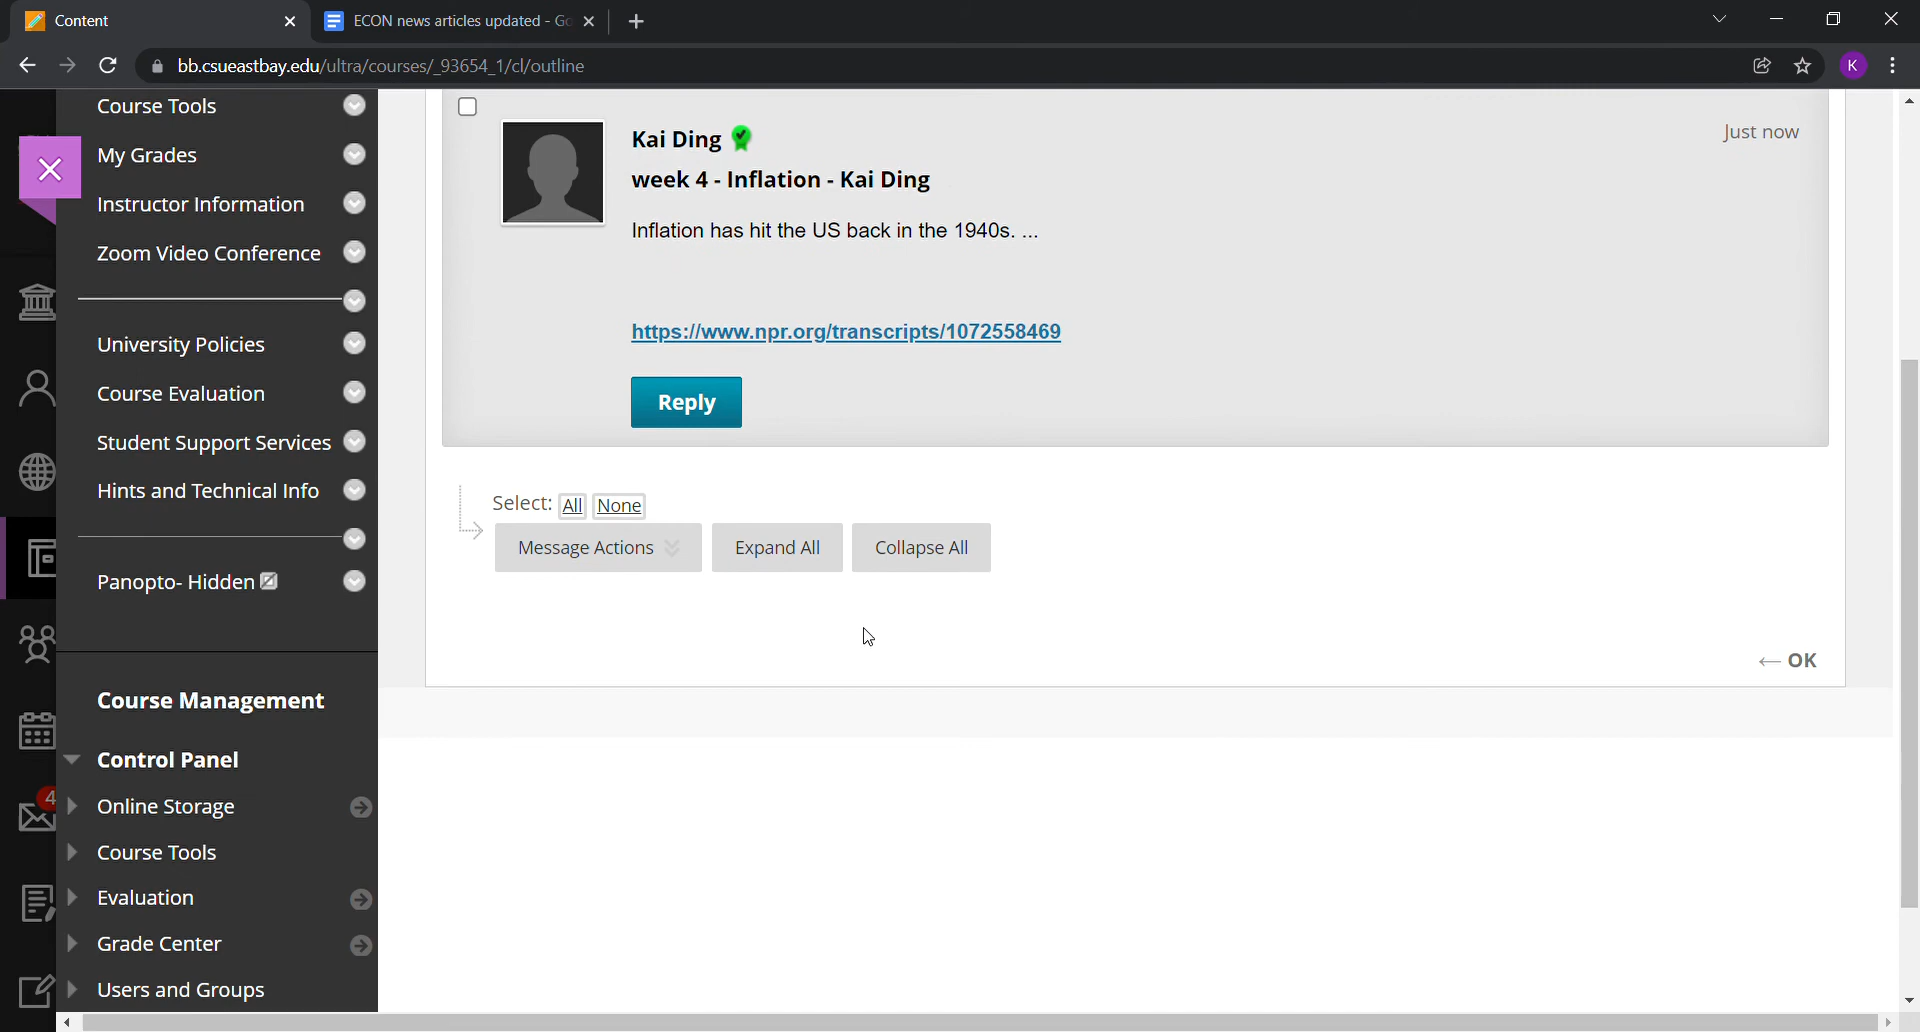 Content
ECON news articles updated - Go
bb.csueastbay.edu/ultra/courses/_93654_1/cl/outline
K
Course Tools
My Grades
Instructor Information
Zoom Video Conference
University Policies
Course Evaluation
Student Support Services
Hints and Technical Info
Panopto- Hidden
Course Management
Control Panel
Online Storage
4
Course Tools
Evaluation
Grade Center
Users and Groups
Kai Ding
Just now
week 4 - Inflation - Kai Ding
Inflation has hit the US back in the 1940s. ...
https://www.npr.org/transcripts/1072558469
Reply
Select: All None
Message Actions Expand All Collapse All
OK